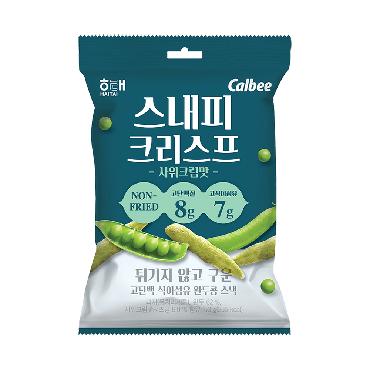 해태
HAITAI
Calbee
스내피
크리스프
- 사워크림맛 -
NON-
FRIED
고단백질
8g
고식이섬유
7g
튀기지 않고 구운
고단백 식이섬유 완두콩 스낵